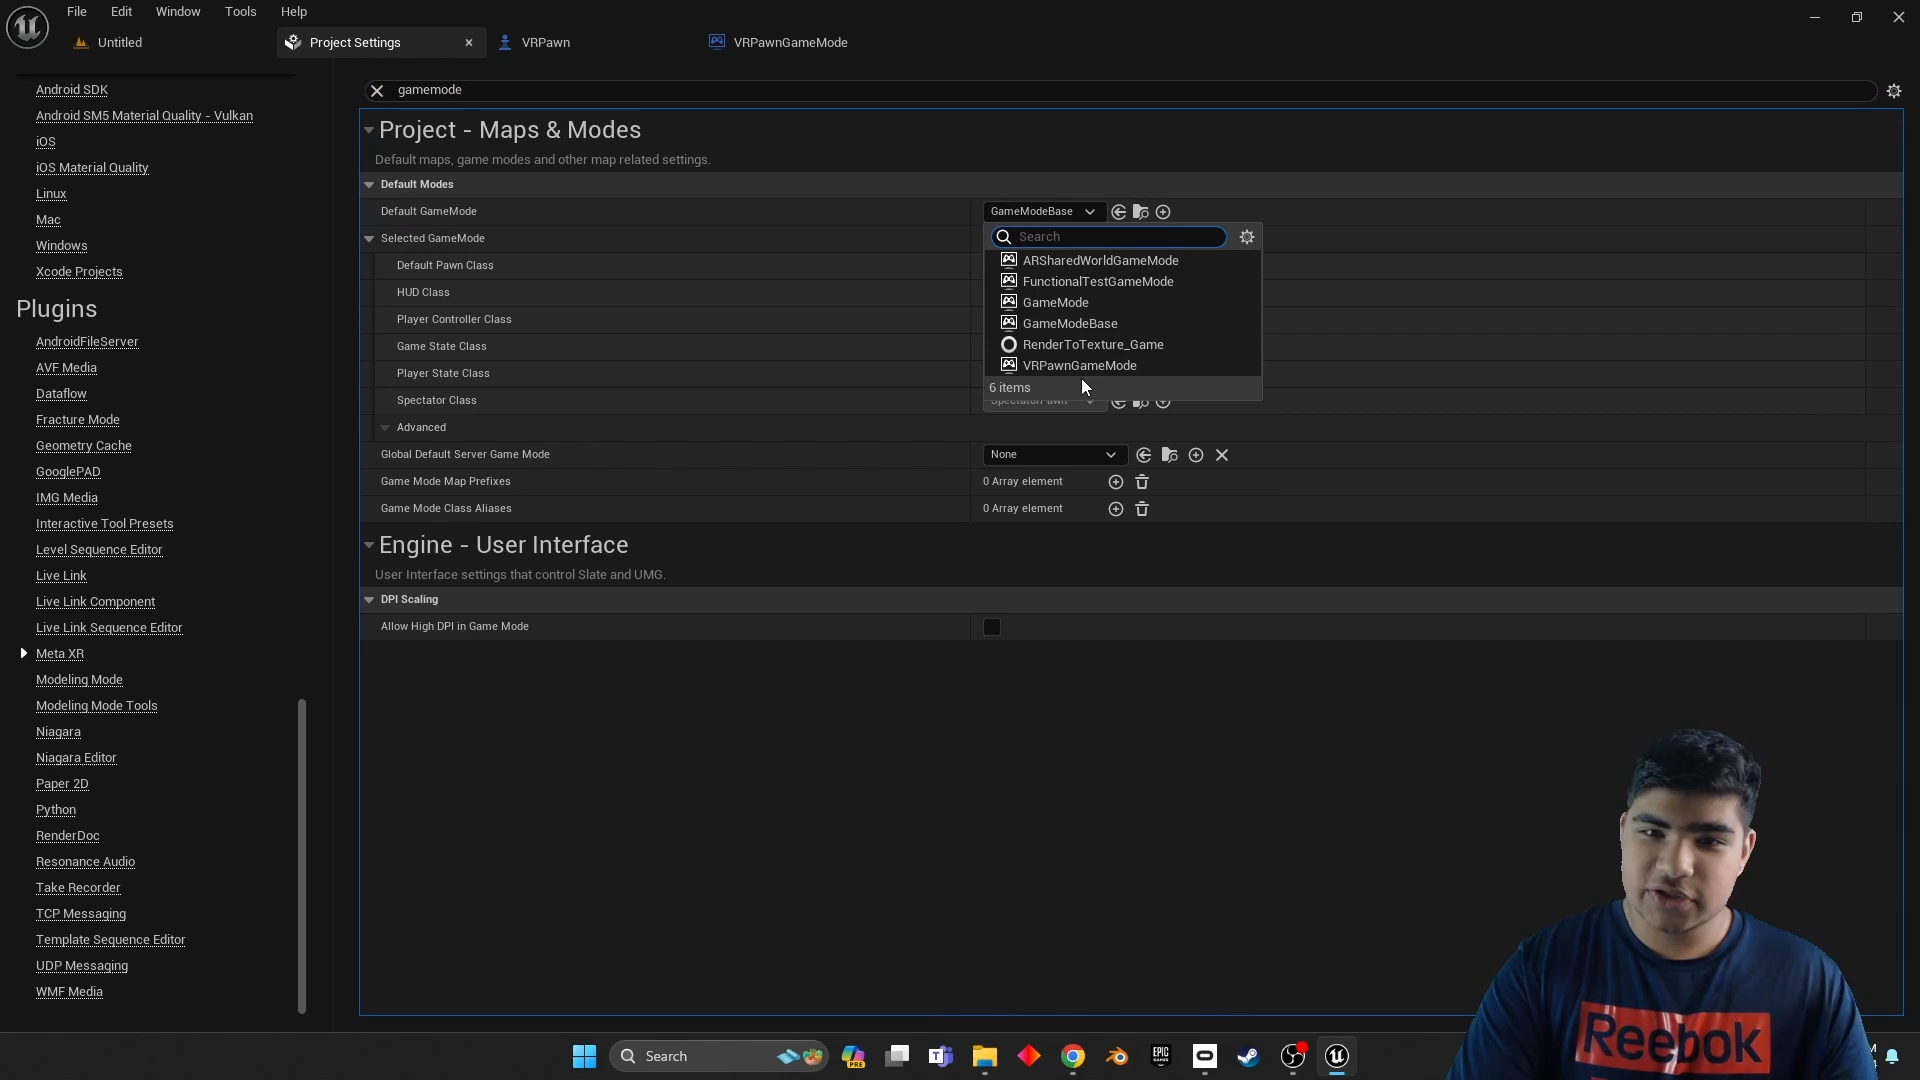 File Edit Window Tools Help
Untitled Project Settings VRPawn VRPawnGameMode
gamemode
Android SDK
Android SM5 Material Quality - Vulkan
iOS
iOS Material Quality
Linux
Mac
Windows
Xcode Projects
Plugins
AndroidFileServer
AVF Media
Dataflow
Fracture Mode
Geometry Cache
GooglePAD
IMG Media
Interactive Tool Presets
Level Sequence Editor
Live Link
Live Link Component
Live Link Sequence Editor
Meta XR
Modeling Mode
Modeling Mode Tools
Niagara
Niagara Editor
Paper 2D
Python
RenderDoc
Resonance Audio
Take Recorder
TCP Messaging
Template Sequence Editor
UDP Messaging
WMF Media
Project - Maps & Modes
Default maps, game modes and other map related settings.
Default Modes
Default GameMode GameModeBase
Selected GameMode
Default Pawn Class
HUD Class
Player Controller Class
Game State Class
Player State Class
Spectator Class
Search
ARSharedWorldGameMode
FunctionalTestGameMode
GameMode
GameModeBase
RenderToTexture_Game
VRPawnGameMode
6 items
Advanced
Global Default Server Game Mode None
Game Mode Map Prefixes 0 Array element
Game Mode Class Aliases 0 Array element
Engine - User Interface
User Interface settings that control Slate and UMG.
DPI Scaling
Allow High DPI in Game Mode
Reebok
Search
PRE
EPIC
GAMES